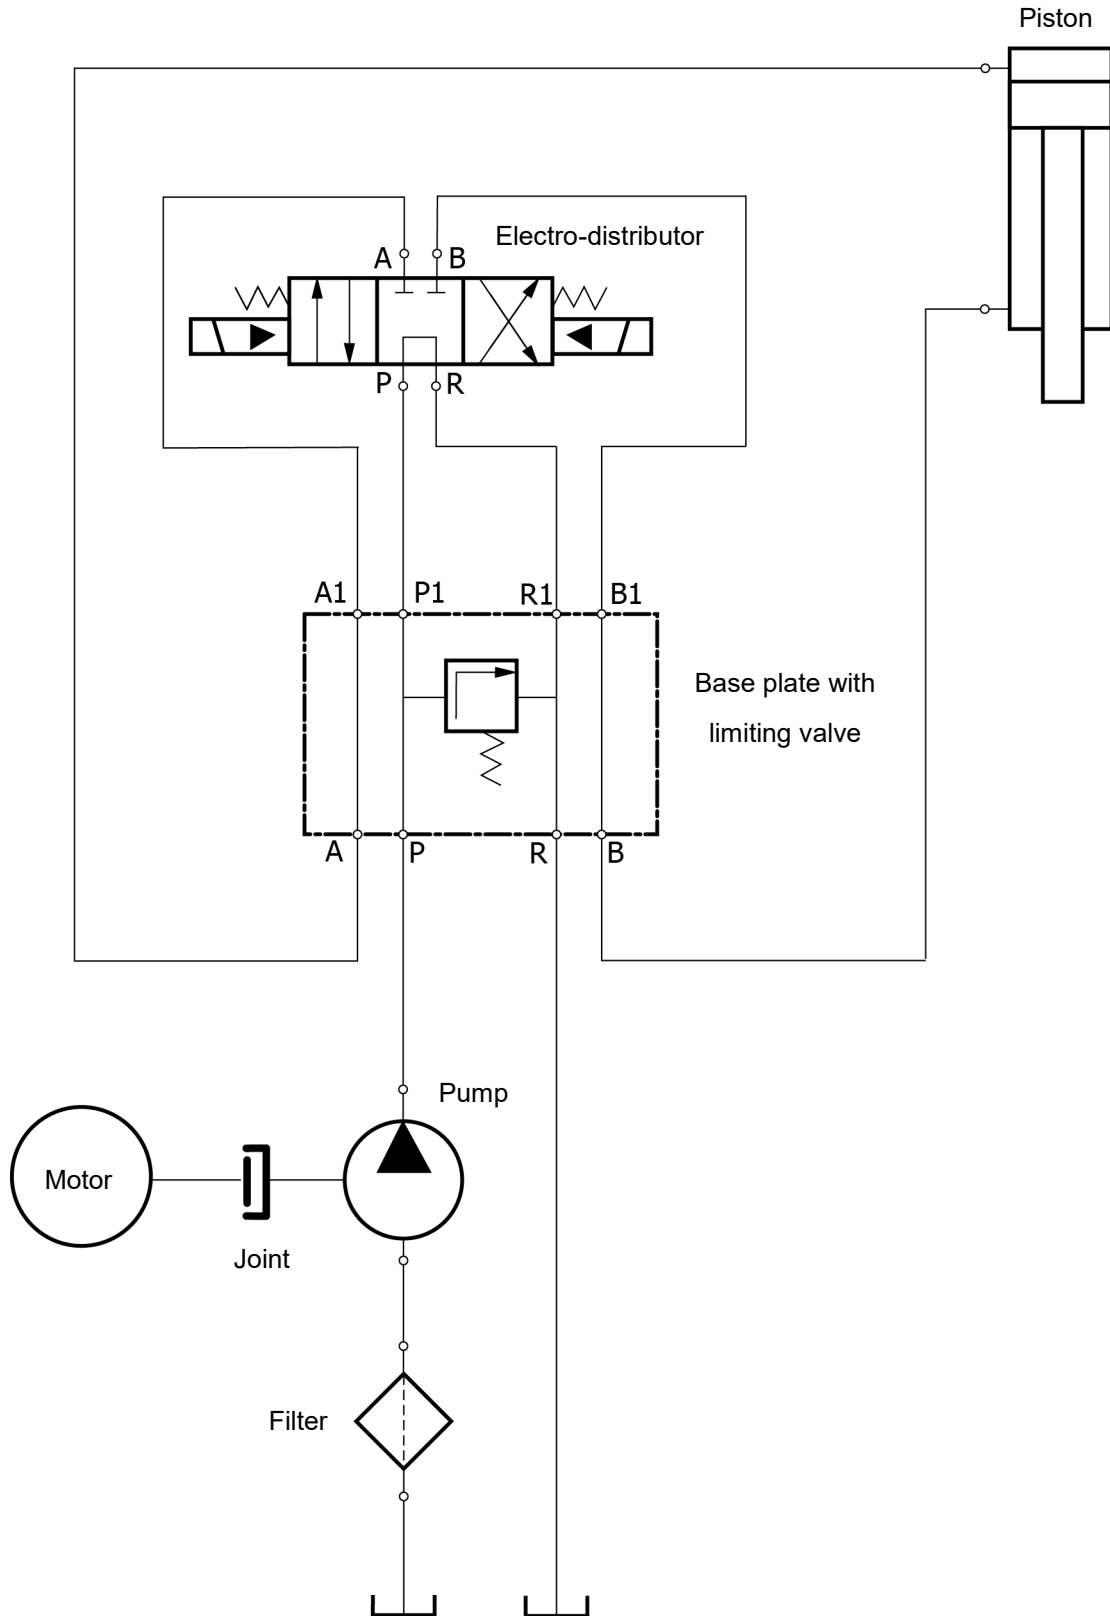 Piston
Electro-distributor
A
B
P
R
A1
P1
R1
B1
Base plate with
limiting valve
A
P
R
B
Pump
Motor
Joint
Filter